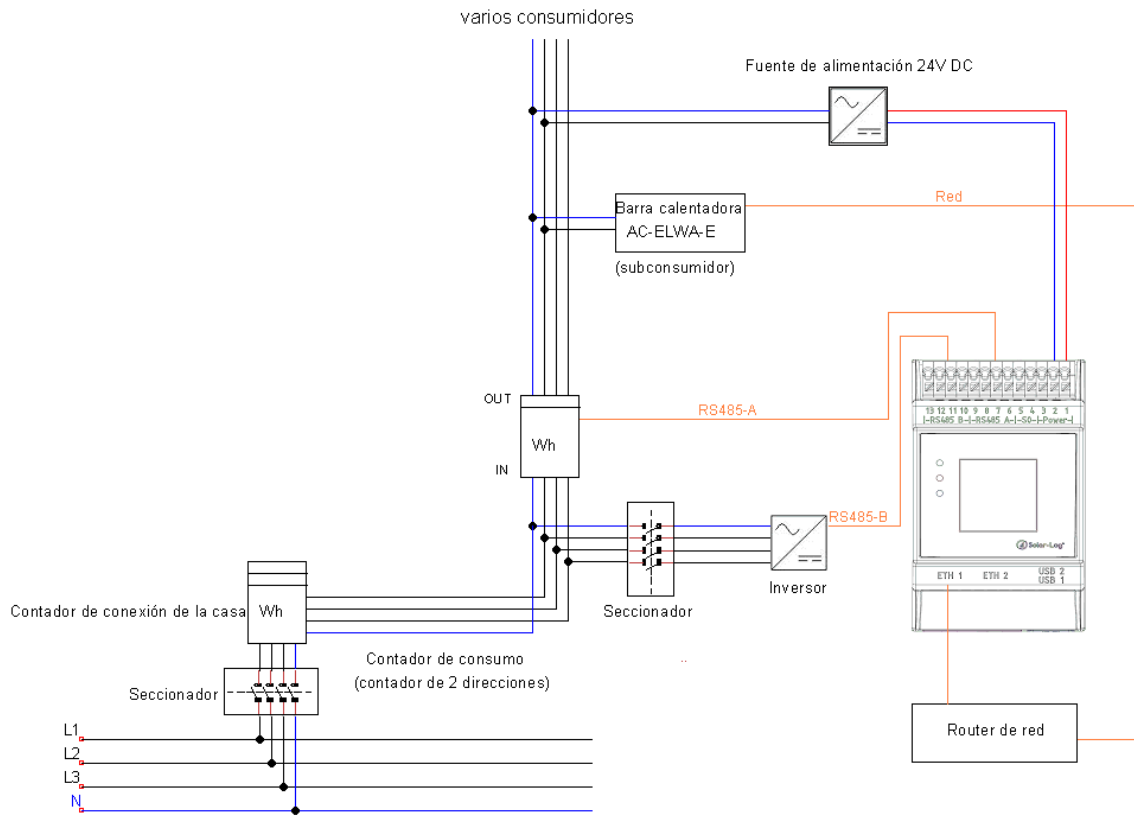 varios consumidores
Fuente de alimentación 24V DC
Red
Barra calentadora
AC-ELWA-E
(subconsumidor)
OUT
RS485-A
13 12 11 10 9 8 7 6 5 4 3 2 1
|-RS485 B-|-RS485 A-|-S0-|-Power-|
Wh
IN
RS485-B
Solar-Log
Inversor
ETH 1 ETH 2 USB 2
USB 1
Seccionador
Contador de conexión de la casa
Wh
Contador de consumo
(contador de 2 direcciones)
..
Seccionador
Router de red
L1
L2
L3
N